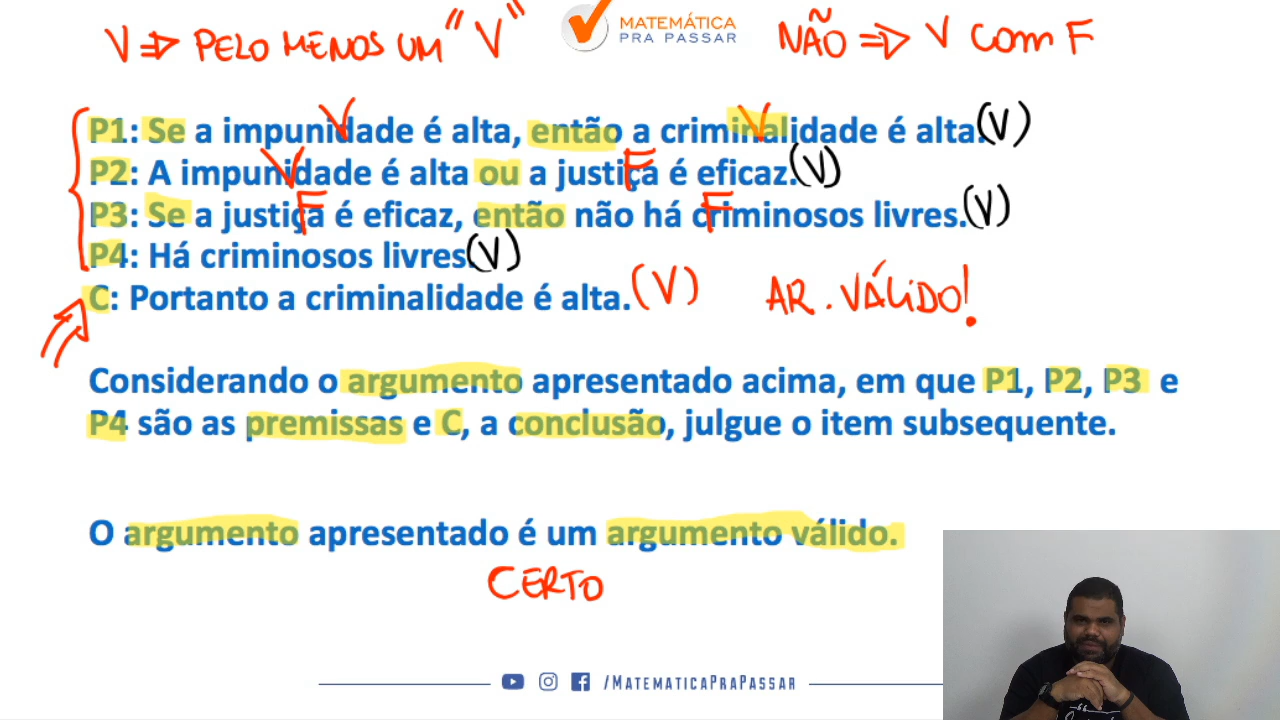 V => PELO MENOS UM "V"
MATEMÁTICA
PRA PASSAR
NÃO => V COM F
V V
P1: Se a impunidade é alta, então a criminalidade é alta. (V)
V F
P2: A impunidade é alta ou a justiça é eficaz. (V)
F F
P3: Se a justiça é eficaz, então não há criminosos livres. (V)
P4: Há criminosos livres. (V)
C: Portanto a criminalidade é alta. (V) AR. VÁLIDO!
Considerando o argumento apresentado acima, em que P1, P2, P3 e
P4 são as premissas e C, a conclusão, julgue o item subsequente.
O argumento apresentado é um argumento válido.
CERTO
/MATEMATICAPRAPASSAR